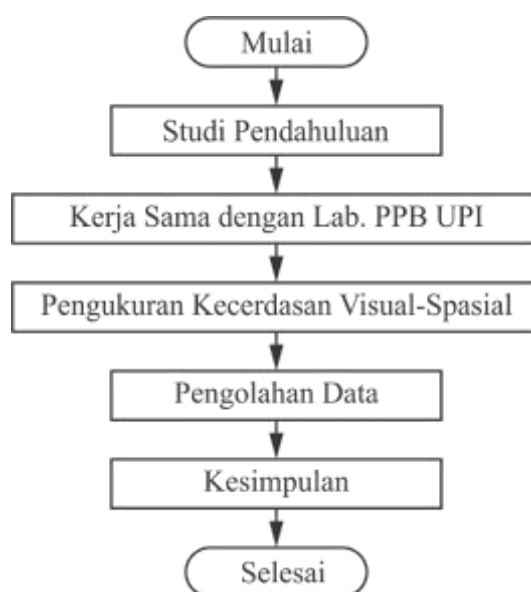 Mulai
Studi Pendahuluan
Kerja Sama dengan Lab. PPB UPI
Pengukuran Kecerdasan Visual-Spasial
Pengolahan Data
Kesimpulan
Selesai